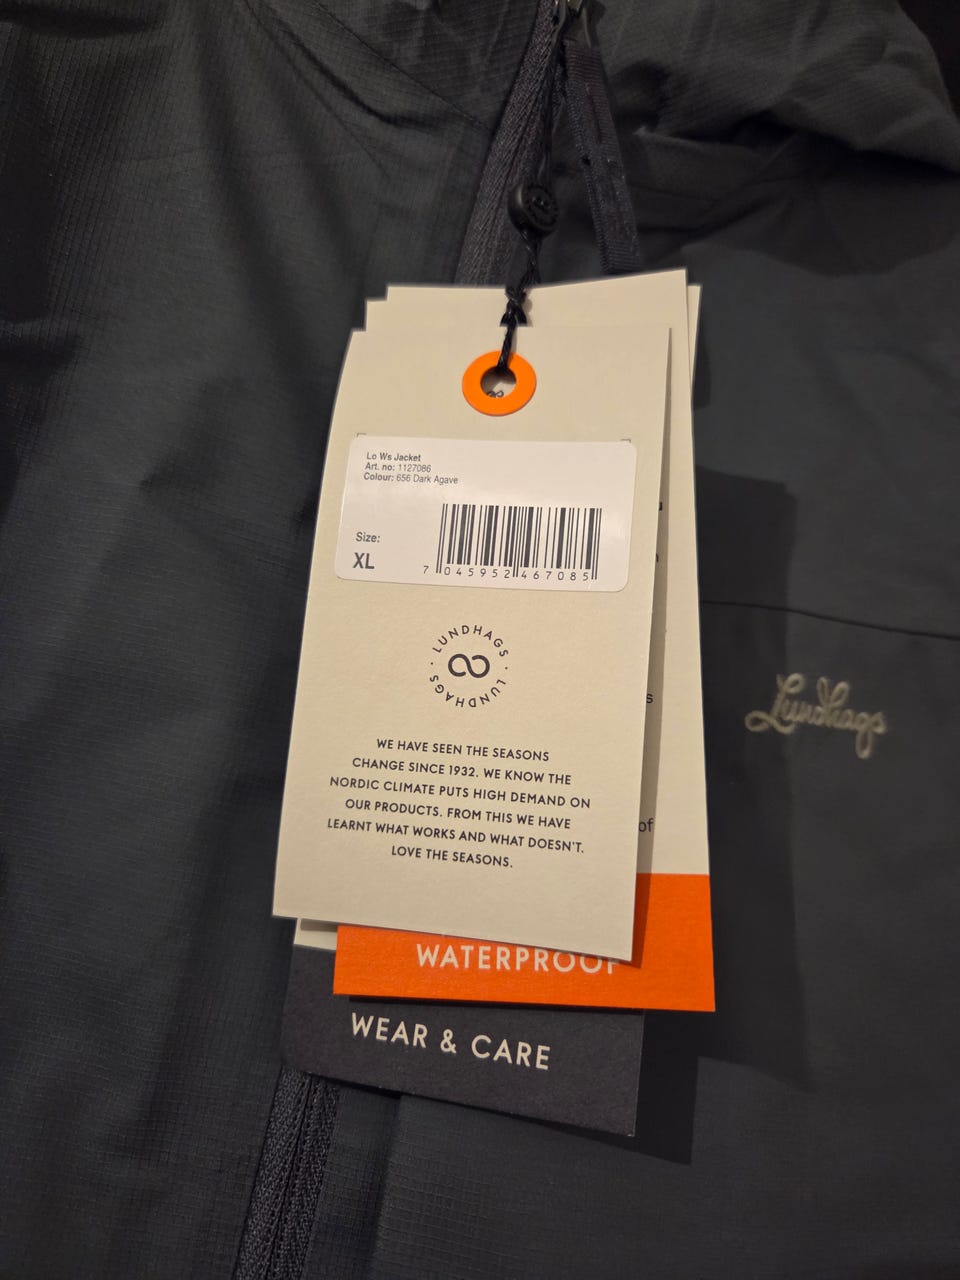 Lo Ws Jacket
Art. no: 1127086
Colour: 656 Dark Agave
Size:
XL
7 045952 467085
LUNDHAGS · LUNDHAGS ·
WE HAVE SEEN THE SEASONS
CHANGE SINCE 1932. WE KNOW THE
NORDIC CLIMATE PUTS HIGH DEMAND ON
OUR PRODUCTS. FROM THIS WE HAVE
LEARNT WHAT WORKS AND WHAT DOESN'T.
LOVE THE SEASONS.
Lundhags
of
WATERPROOF
WEAR & CARE